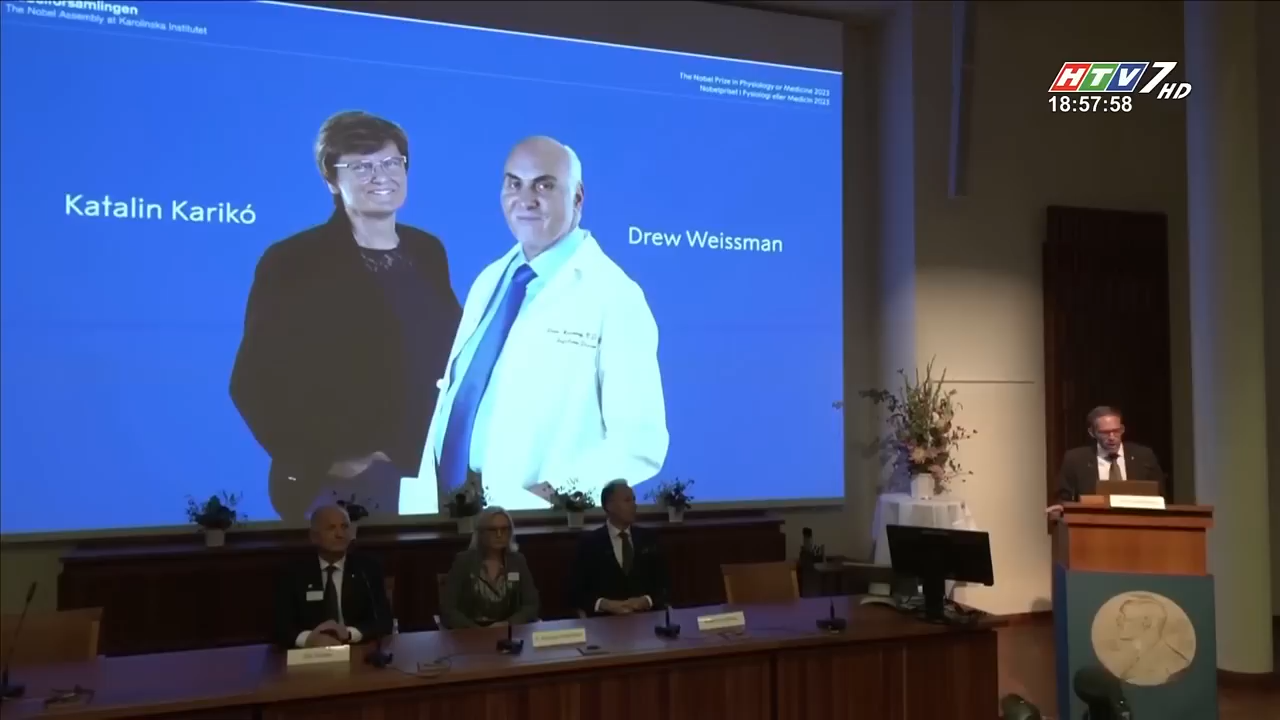 The Nobel Assembly at Karolinska Institutet
The Nobel Prize in Physiology or Medicine 2023
Nobelpriset i Fysiologi eller Medicin 2023
HTV7 HD
18:57:58
Katalin Karikó
Drew Weissman